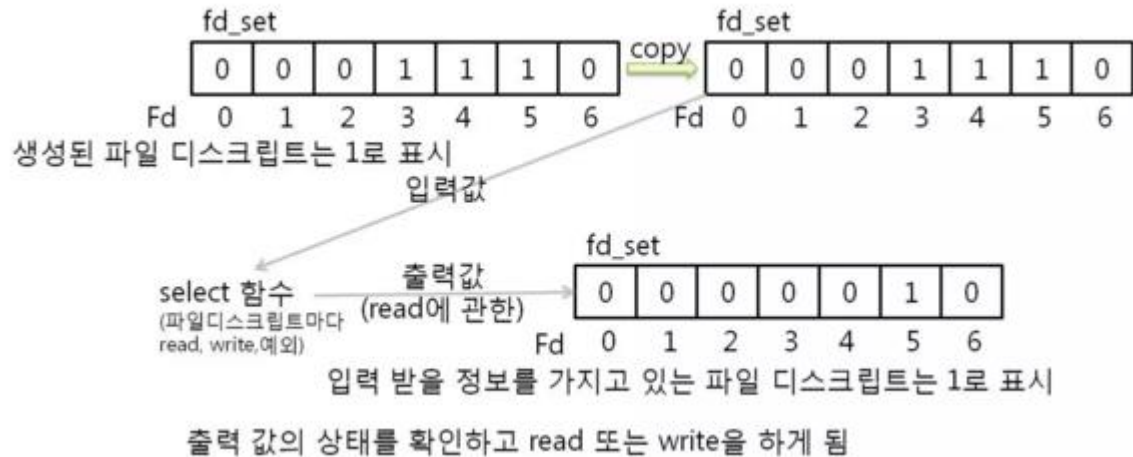 fd_set fd_set
0 0 0 1 1 1 0 copy 0 0 0 1 1 1 0
Fd 0 1 2 3 4 5 6 Fd 0 1 2 3 4 5 6
생성된 파일 디스크립트는 1로 표시
입력값
fd_set
select 함수 출력값 0 0 0 0 0 1 0
(파일디스크립트마다 (read에 관한)
read, write,예외) Fd 0 1 2 3 4 5 6
입력 받을 정보를 가지고 있는 파일 디스크립트는 1로 표시
출력 값의 상태를 확인하고 read 또는 write을 하게 됨